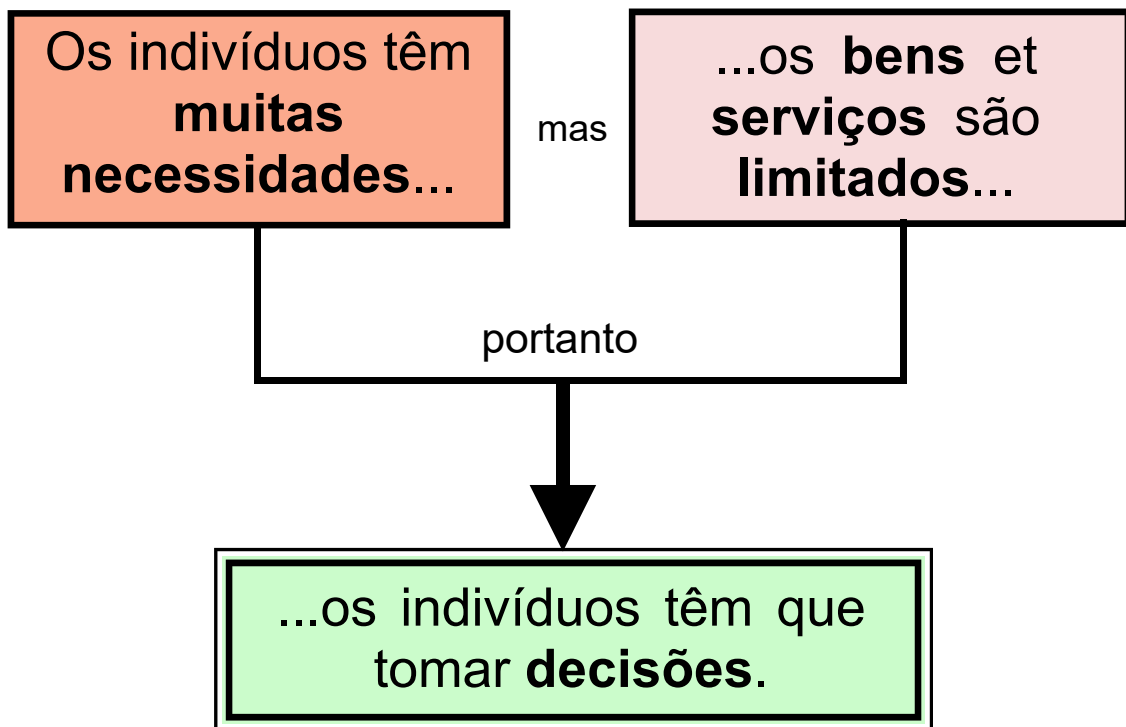 Os indivíduos têm
muitas
necessidades...
mas
...os bens et
serviços são
limitados...
portanto
...os indivíduos têm que
tomar decisões.